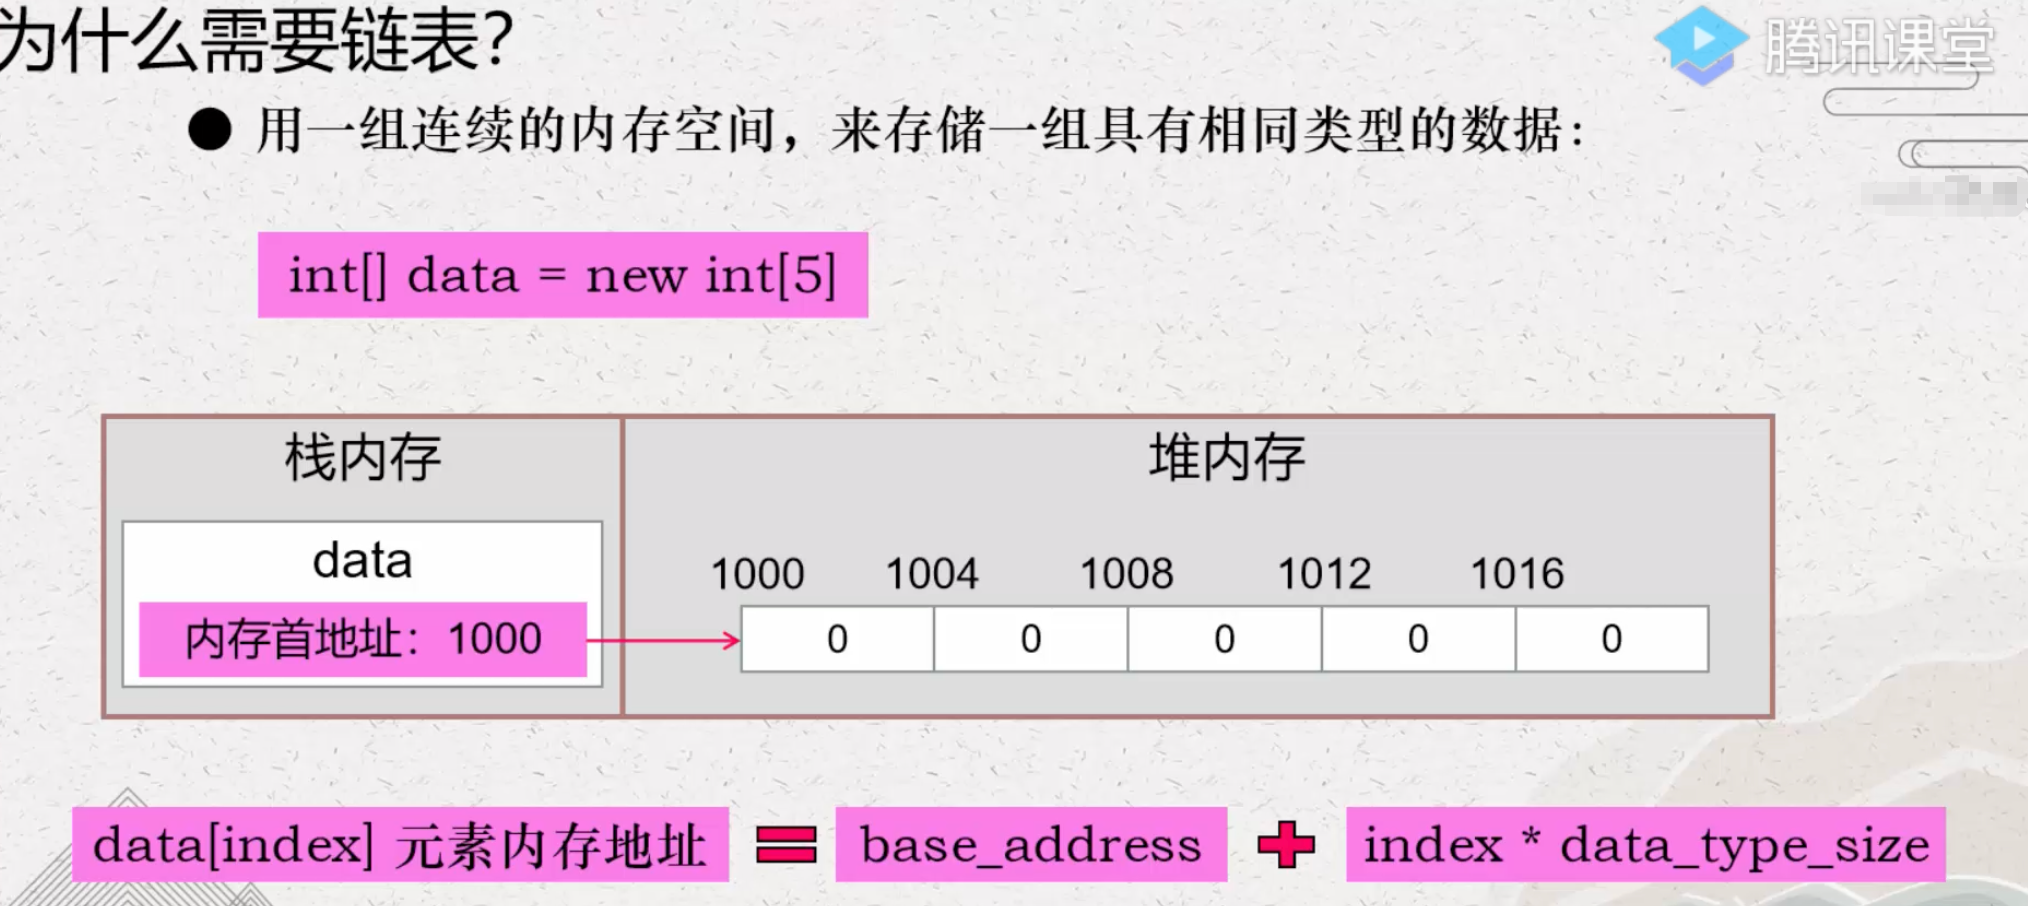 为什么需要链表？
腾讯课堂
● 用一组连续的内存空间，来存储一组具有相同类型的数据：
int[] data = new int[5]
栈内存
堆内存
data
内存首地址：1000
1000 1004 1008 1012 1016
0 0 0 0 0
data[index] 元素内存地址 = base_address + index * data_type_size